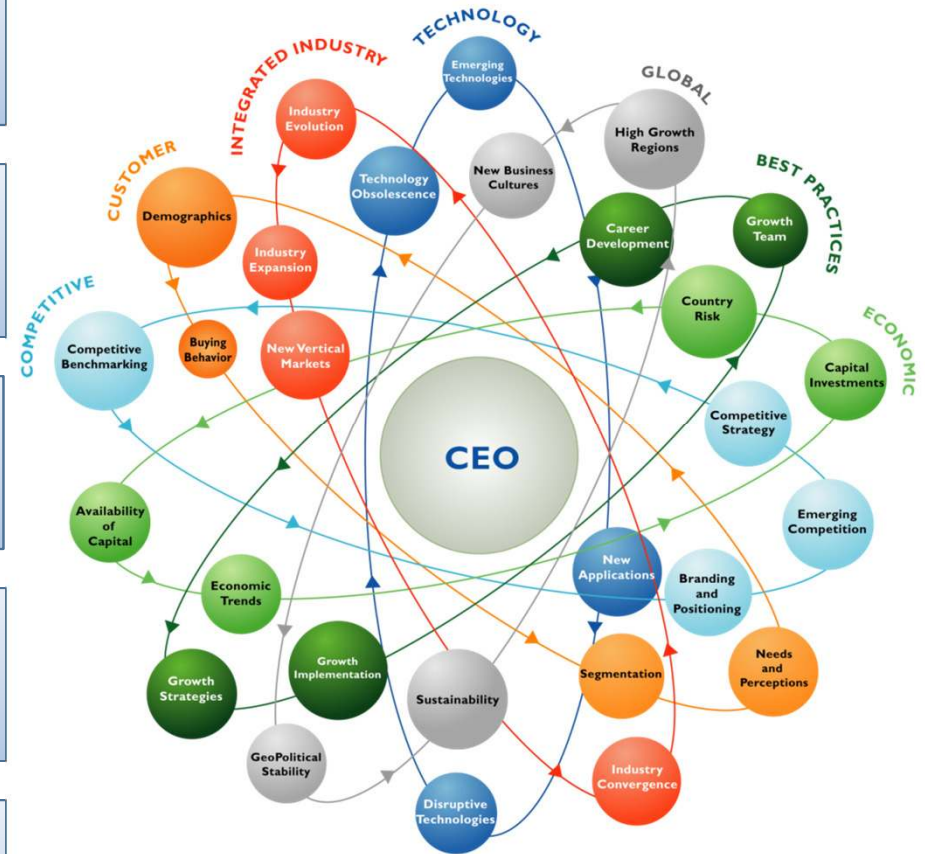 TECHNOLOGY
INTEGRATED INDUSTRY
GLOBAL
CUSTOMER
BEST PRACTICES
COMPETITIVE
ECONOMIC
Emerging
Technologies
Industry
Evolution
High Growth
Regions
New Business
Cultures
Technology
Obsolescence
Demographics
Career
Development
Growth
Team
Industry
Expansion
Country
Risk
Competitive
Benchmarking
Buying
Behavior
New Vertical
Markets
Capital
Investments
Competitive
Strategy
CEO
Availability
of
Capital
Emerging
Competition
Economic
Trends
New
Applications
Branding
and
Positioning
Growth
Strategies
Growth
Implementation
Sustainability
Segmentation
Needs
and
Perceptions
GeoPolitical
Stability
Industry
Convergence
Disruptive
Technologies